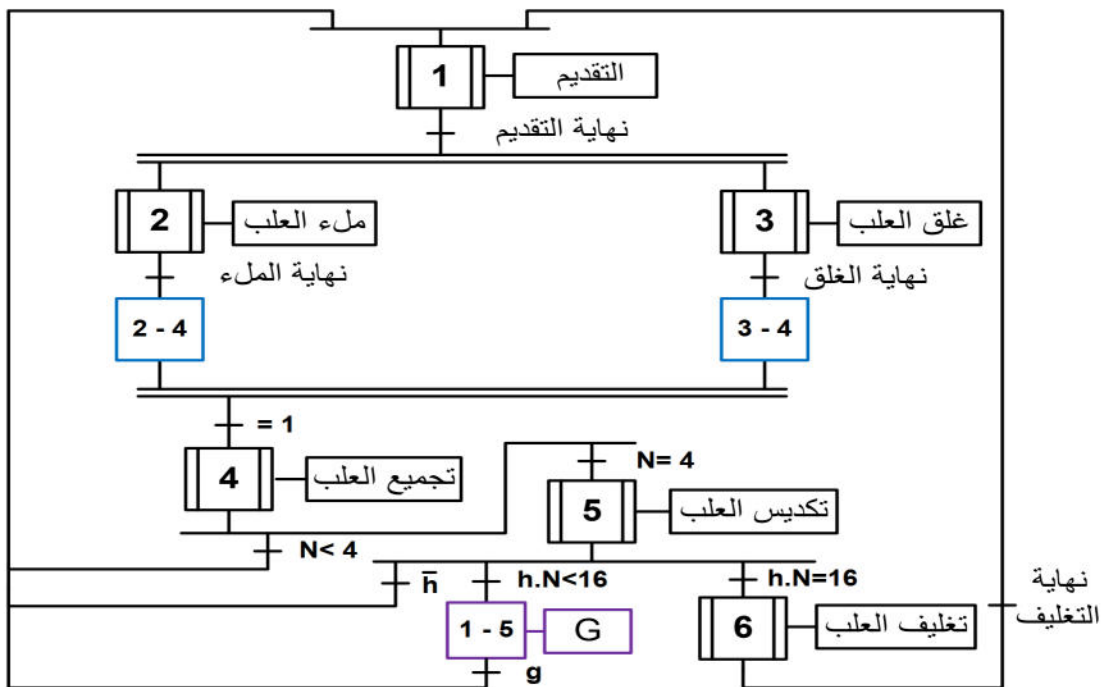 1
التقديم
نهاية التقديم
2
ملء العلب
3
غلق العلب
نهاية الملء
نهاية الغلق
2 - 4
3 - 4
= 1
4
تجميع العلب
N= 4
5
تكديس العلب
N< 4
h̅
h.N<16
h.N=16
نهاية
التغليف
1 - 5
G
6
تغليف العلب
g